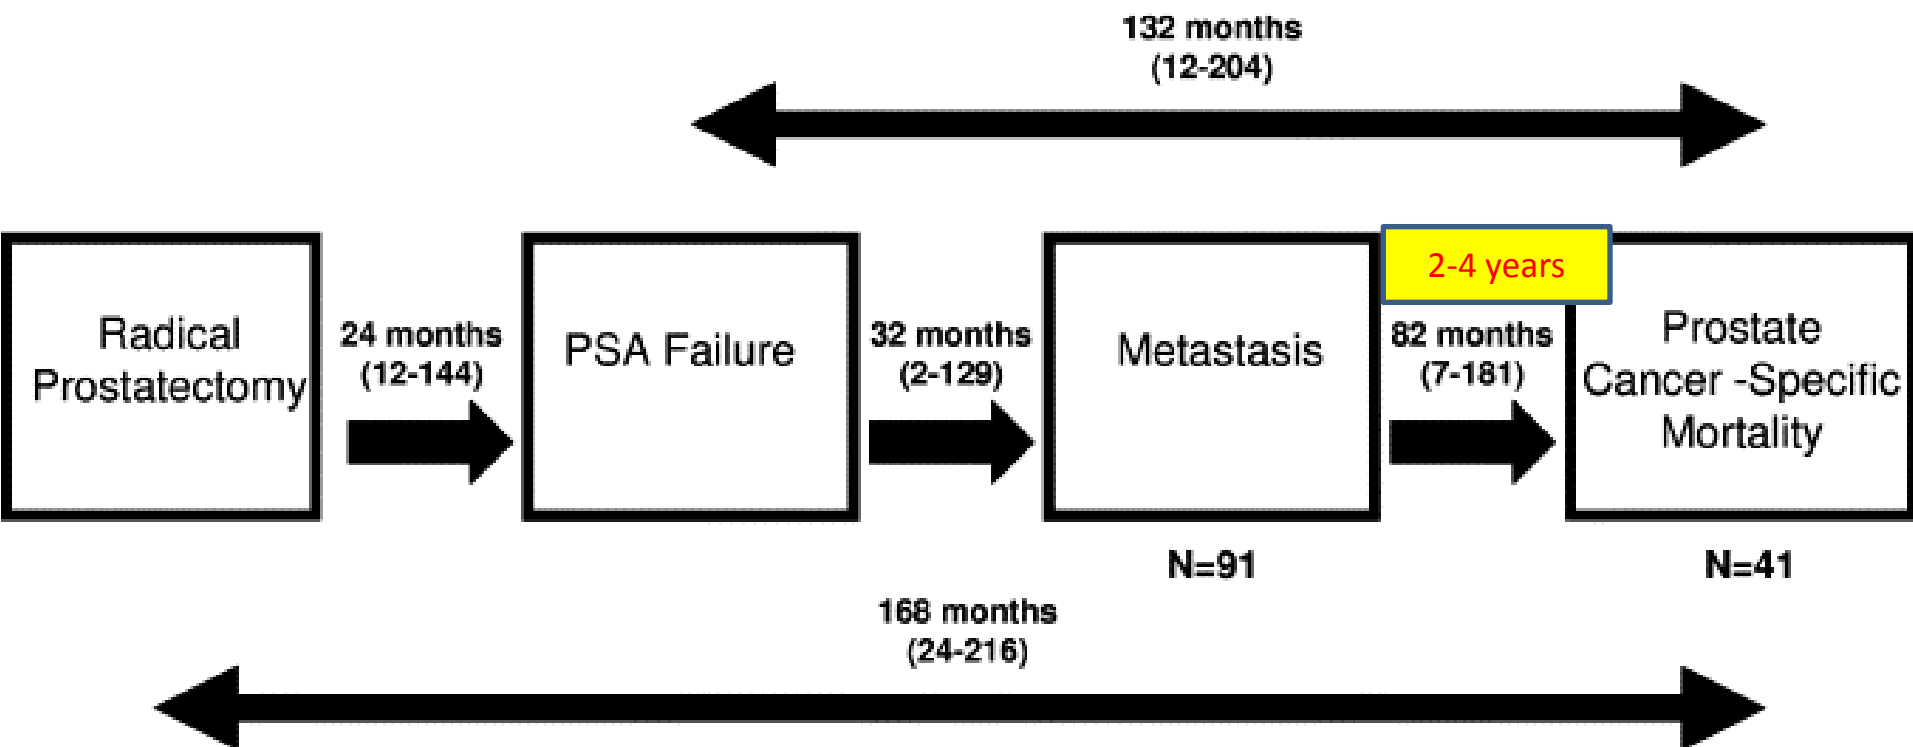 132 months
(12-204)
2-4 years
Radical
Prostatectomy
24 months
(12-144)
PSA Failure
32 months
(2-129)
Metastasis
82 months
(7-181)
Prostate
Cancer -Specific
Mortality
N=91
N=41
168 months
(24-216)